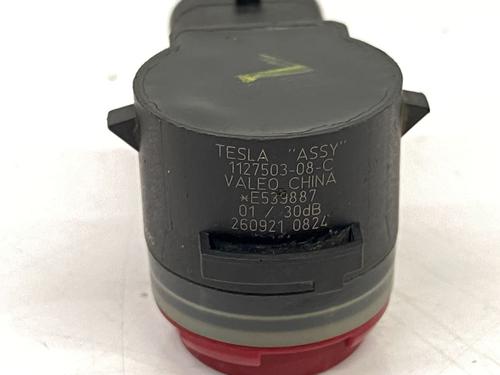 TESLA "ASSY"
1127503-08-C
VALEO CHINA
*E539887
01 / 30dB
260921 0824